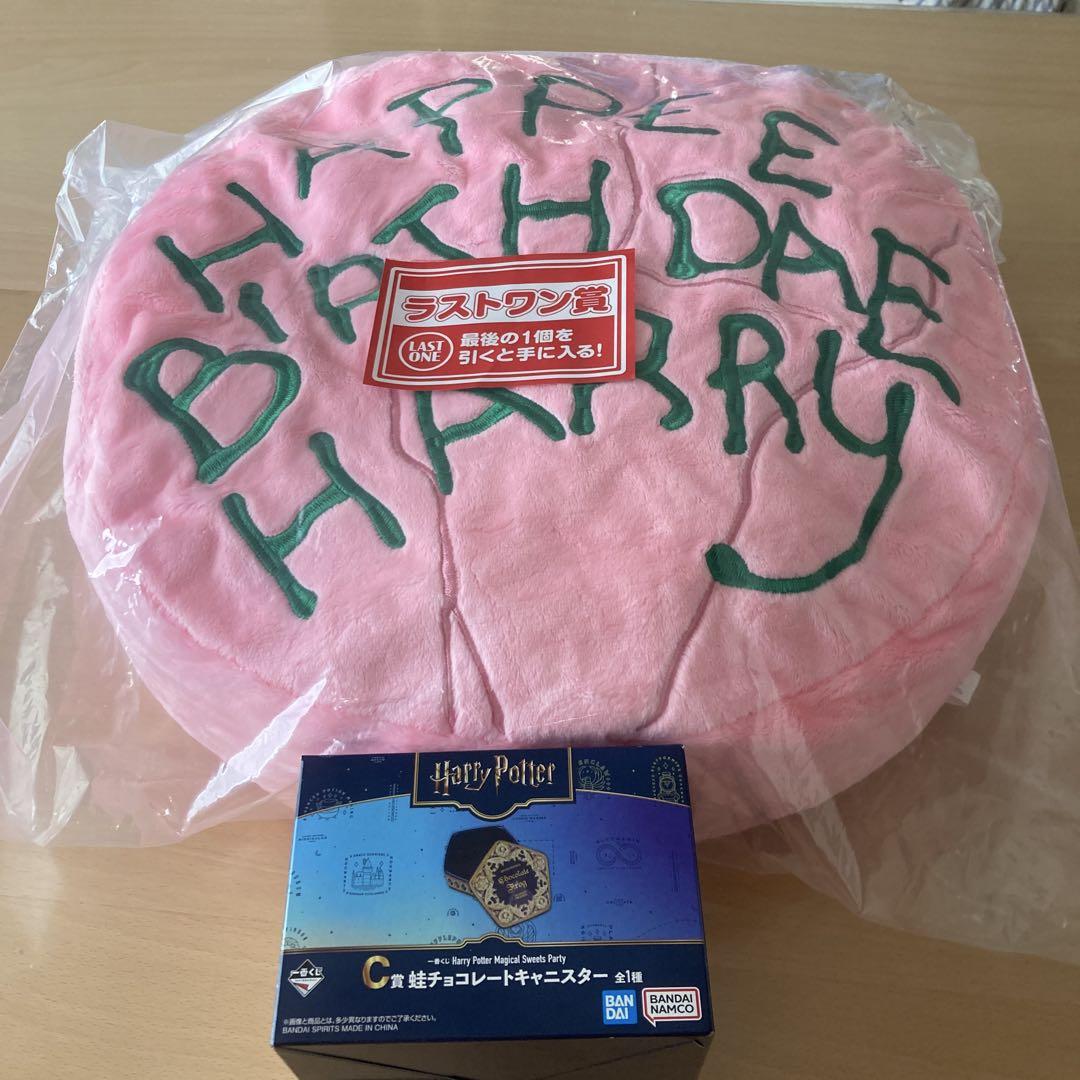 HAPPEE
BIRTHDAE
HARRY
ラストワン賞
LAST
ONE
最後の1個を
引くと手に入る!
Harry Potter
Chocolate
Frog
一番くじ Harry Potter Magical Sweets Party
C賞 蛙チョコレートキャニスター 全1種
一番くじ
※画像と商品とは、多少異なりますのでご了承ください。
BANDAI SPIRITS MADE IN CHINA
BAN
DAI
BANDAI
NAMCO